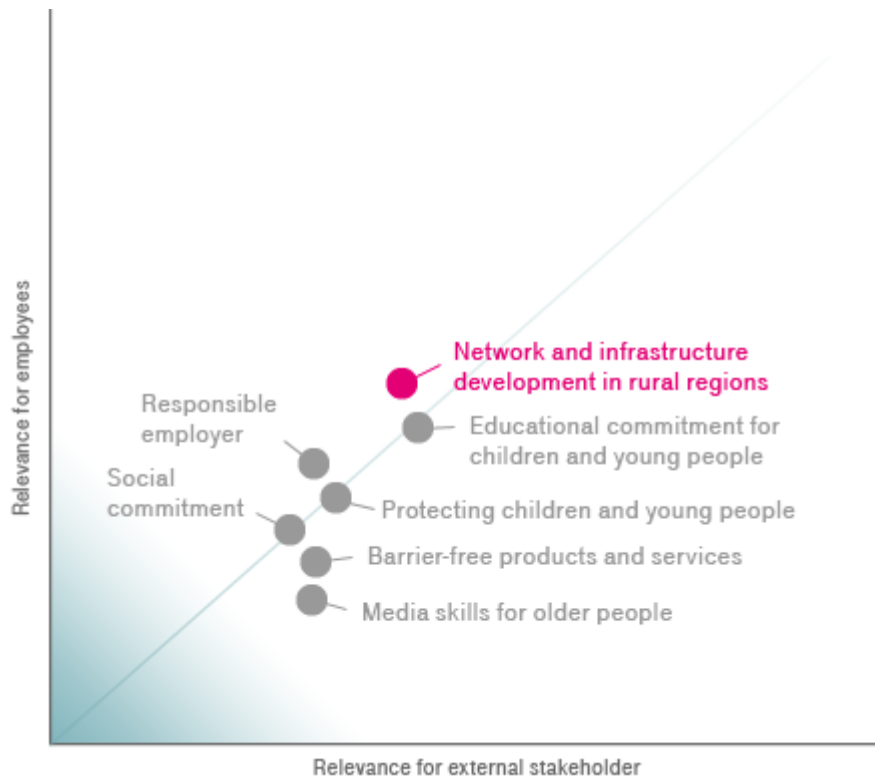 Network and infrastructure
development in rural regions
Responsible
employer
Educational commitment for
children and young people
Social
commitment
Protecting children and young people
Barrier-free products and services
Media skills for older people
Relevance for employees
Relevance for external stakeholder